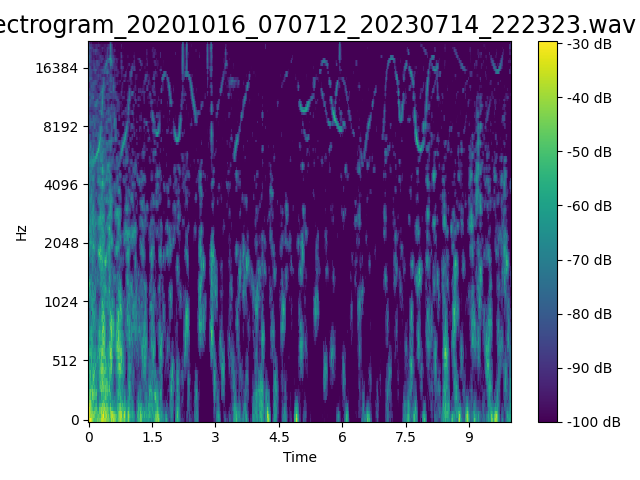 ectrogram_20201016_070712_20230714_222323.wav
16384
8192
4096
2048
1024
512
0
Hz
0 1.5 3 4.5 6 7.5 9
Time
-30 dB
-40 dB
-50 dB
-60 dB
-70 dB
-80 dB
-90 dB
-100 dB